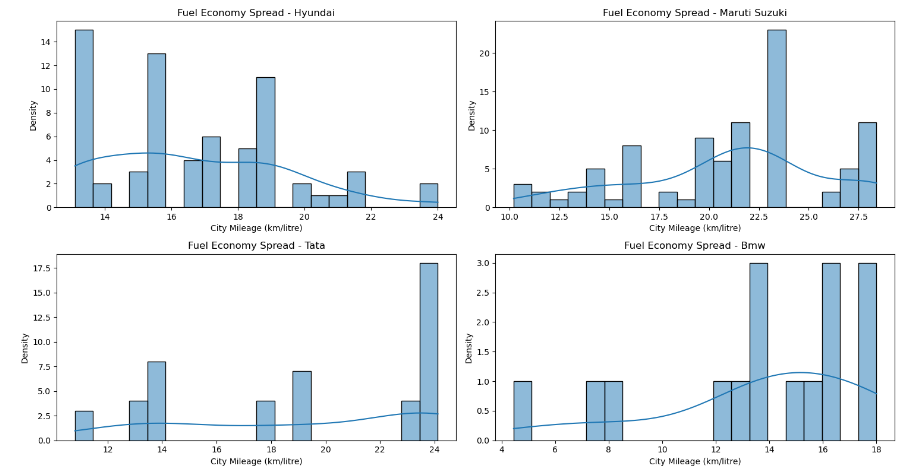 Fuel Economy Spread - Hyundai
Density
14
12
10
8
6
4
2
0
14 16 18 20 22 24
City Mileage (km/litre)
Fuel Economy Spread - Maruti Suzuki
Density
20
15
10
5
0
10.0 12.5 15.0 17.5 20.0 22.5 25.0 27.5
City Mileage (km/litre)
Fuel Economy Spread - Tata
Density
17.5
15.0
12.5
10.0
7.5
5.0
2.5
0.0
12 14 16 18 20 22 24
City Mileage (km/litre)
Fuel Economy Spread - Bmw
Density
3.0
2.5
2.0
1.5
1.0
0.5
0.0
4 6 8 10 12 14 16 18
City Mileage (km/litre)